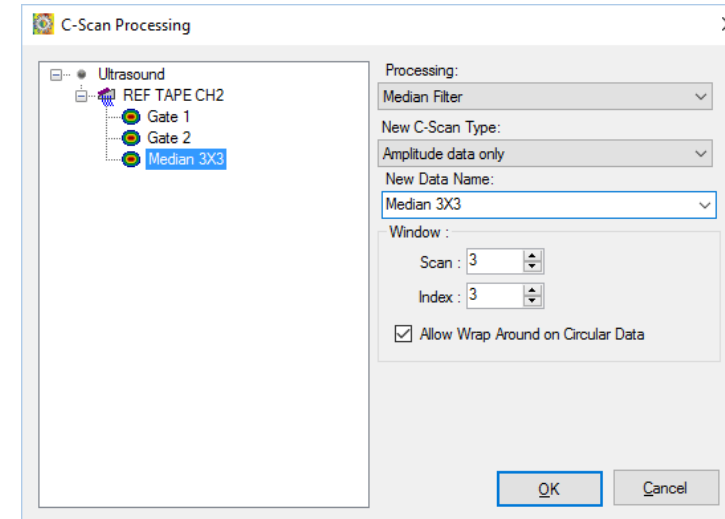 C-Scan Processing
Ultrasound
REF TAPE CH2
Gate 1
Gate 2
Median 3X3
Processing:
Median Filter
New C-Scan Type:
Amplitude data only
New Data Name:
Median 3X3
Window :
Scan : 3
Index : 3
Allow Wrap Around on Circular Data
OK
Cancel